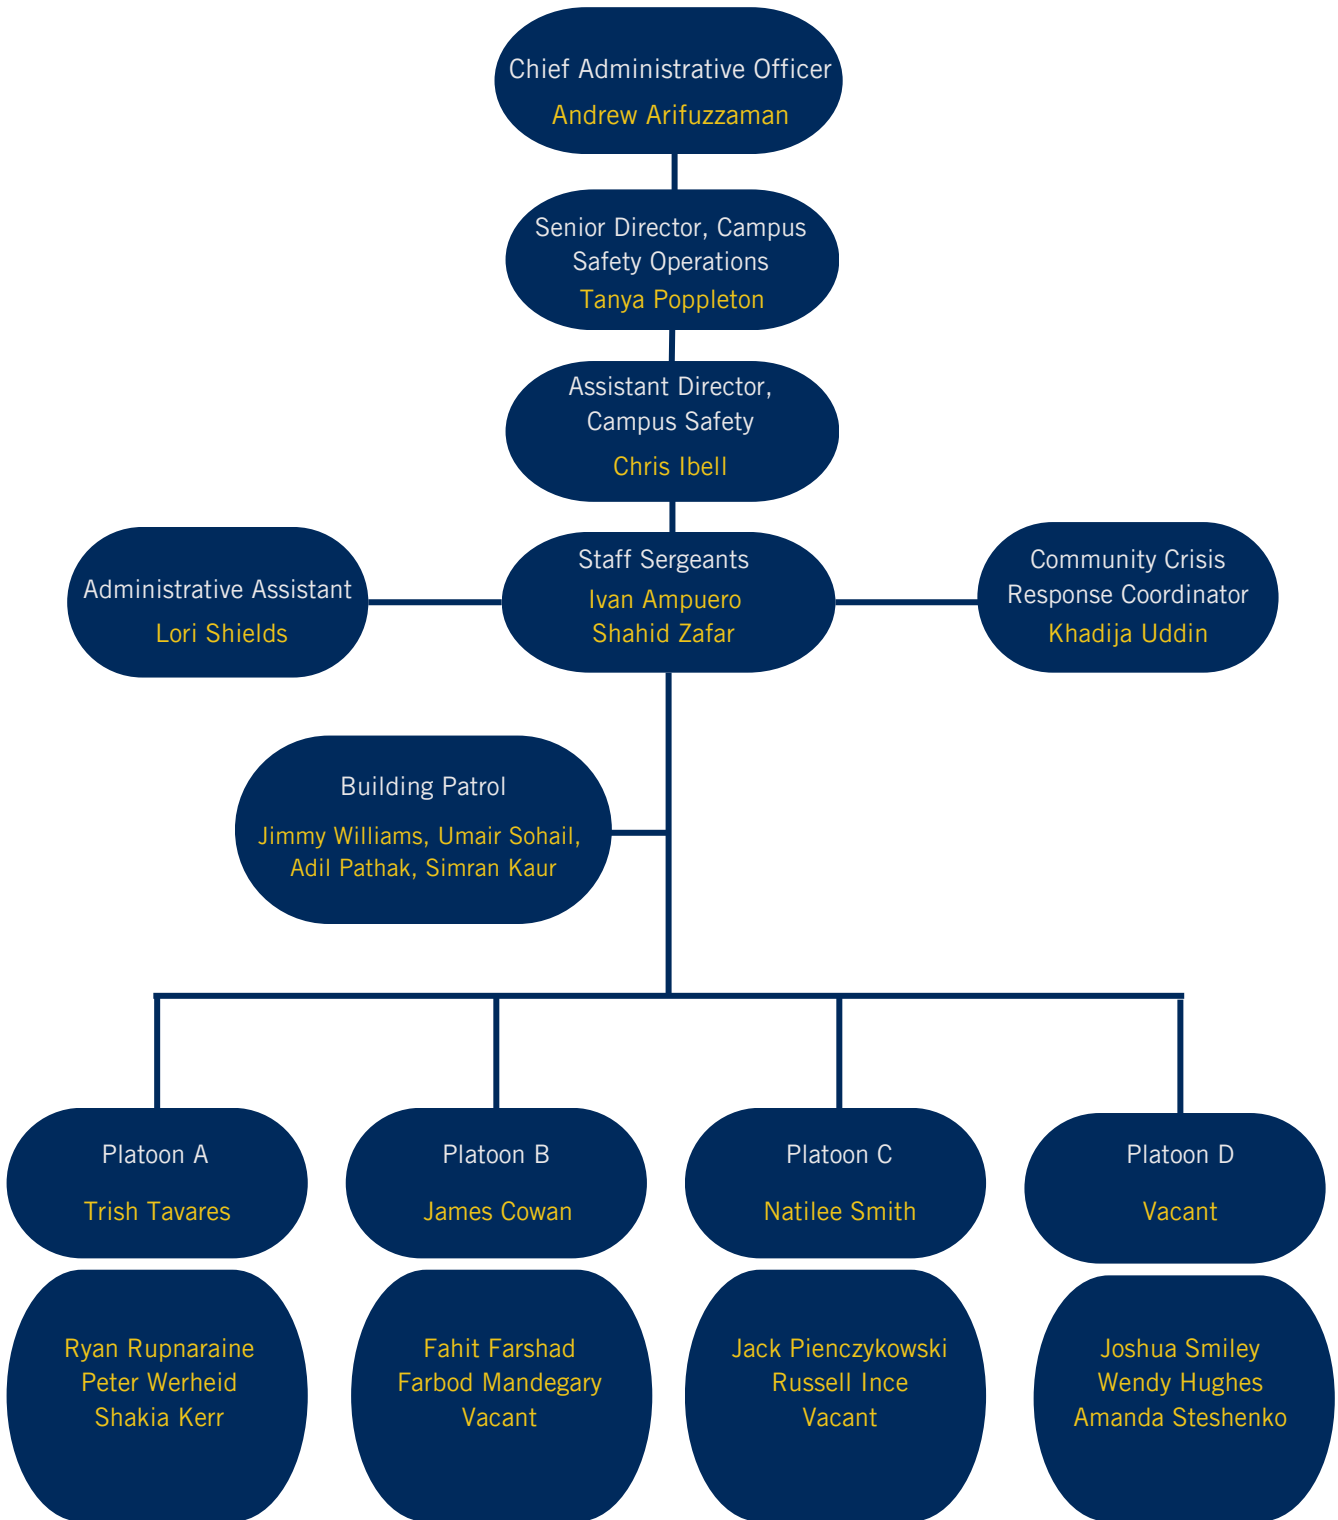 Chief Administrative Officer
Andrew Arifuzzaman
Senior Director, Campus
Safety Operations
Tanya Poppleton
Assistant Director,
Campus Safety
Chris Ibell
Staff Sergeants
Ivan Ampuero
Shahid Zafar
Administrative Assistant
Lori Shields
Community Crisis
Response Coordinator
Khadija Uddin
Building Patrol
Jimmy Williams, Umair Sohail,
Adil Pathak, Simran Kaur
Platoon A
Trish Tavares
Ryan Rupnaraine
Peter Werheid
Shakia Kerr
Platoon B
James Cowan
Fahit Farshad
Farbod Mandegary
Vacant
Platoon C
Natilee Smith
Jack Pienczykowski
Russell Ince
Vacant
Platoon D
Vacant
Joshua Smiley
Wendy Hughes
Amanda Steshenko